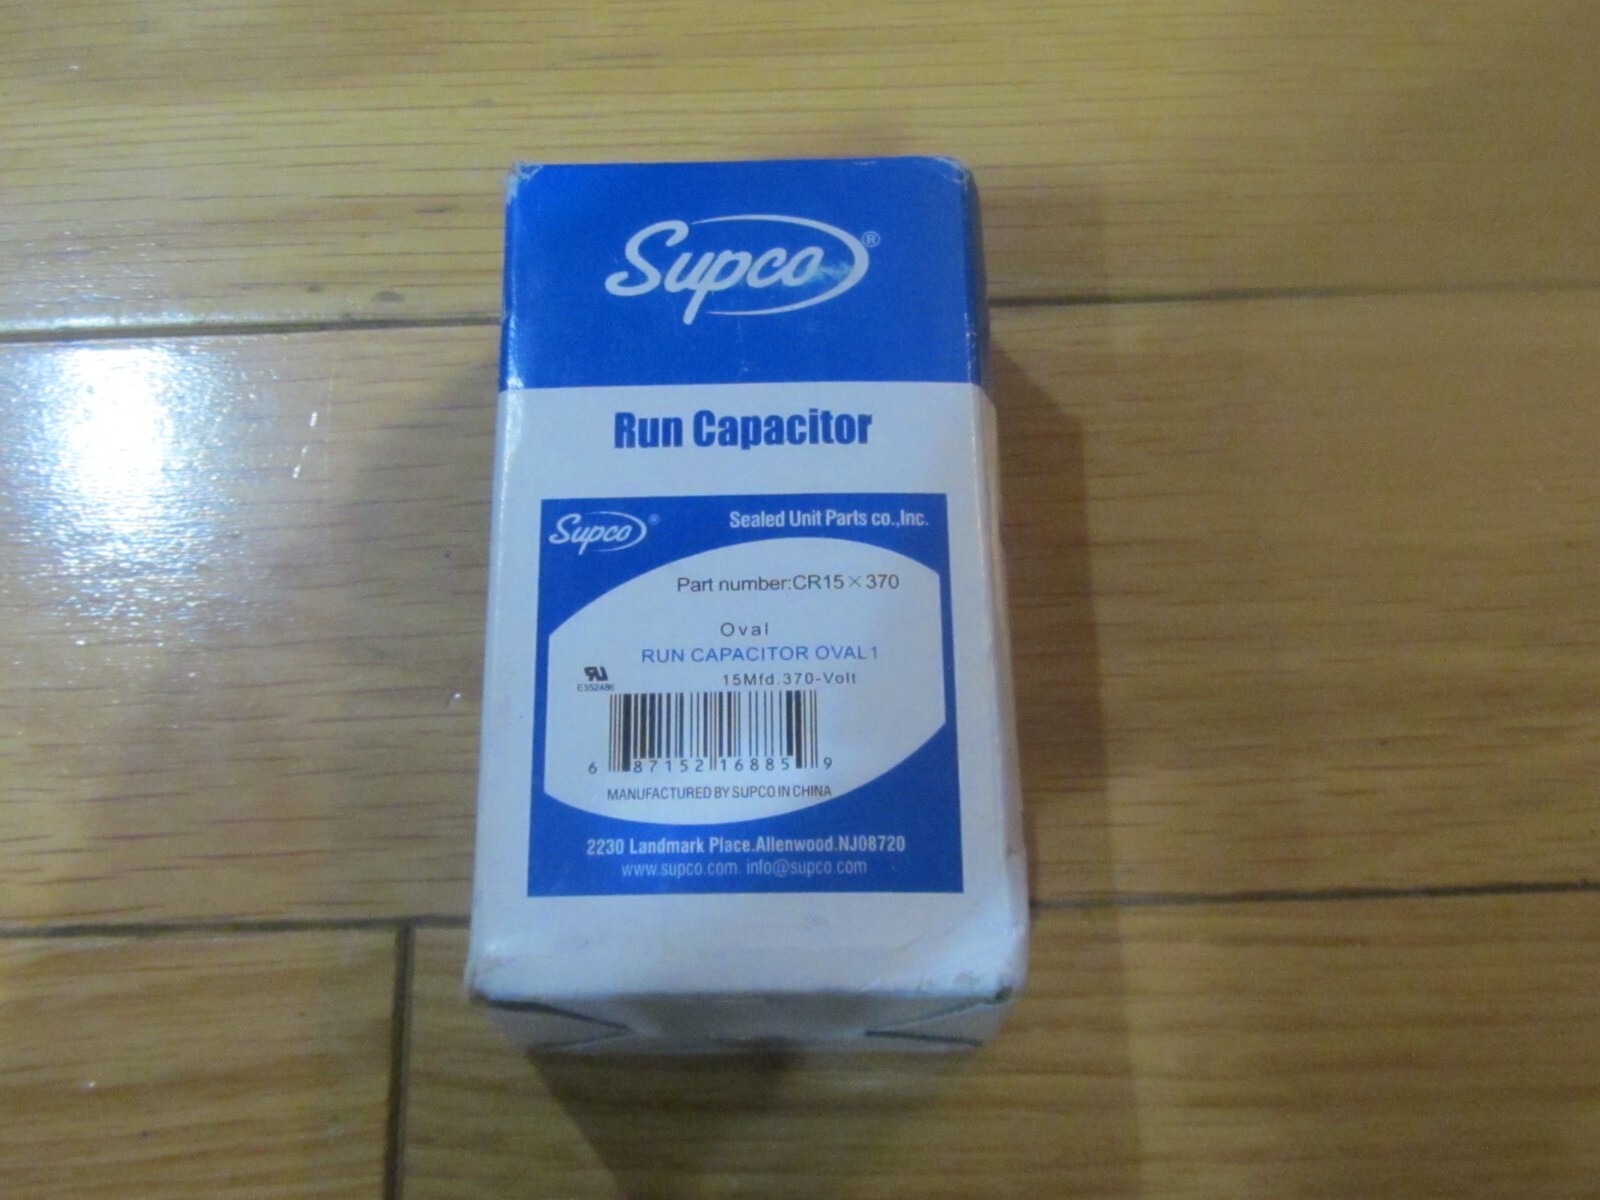 Supco®
Run Capacitor
Supco®
Sealed Unit Parts co.,Inc.
Part number:CR15×370
Oval
RUN CAPACITOR OVAL1
15Mfd.370-Volt
E352486
6 87152 16885 9
MANUFACTURED BY SUPCO IN CHINA
2230 Landmark Place.Allenwood.NJ08720
www.supco.com. info@supco.com